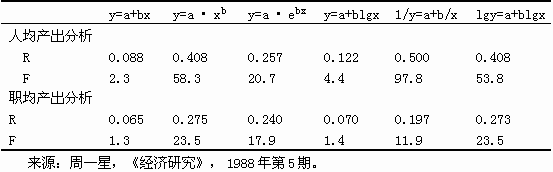 y=a+bx y=a·xb y=a·ebx y=a+blgx 1/y=a+b/x lgy=a+blgx
人均产出分析
R 0.088 0.408 0.257 0.122 0.500 0.408
F 2.3 58.3 20.7 4.4 97.8 53.8
职均产出分析
R 0.065 0.275 0.240 0.070 0.197 0.273
F 1.3 23.5 17.9 1.4 11.9 23.5
来源：周一星，《经济研究》，1988年第5期。